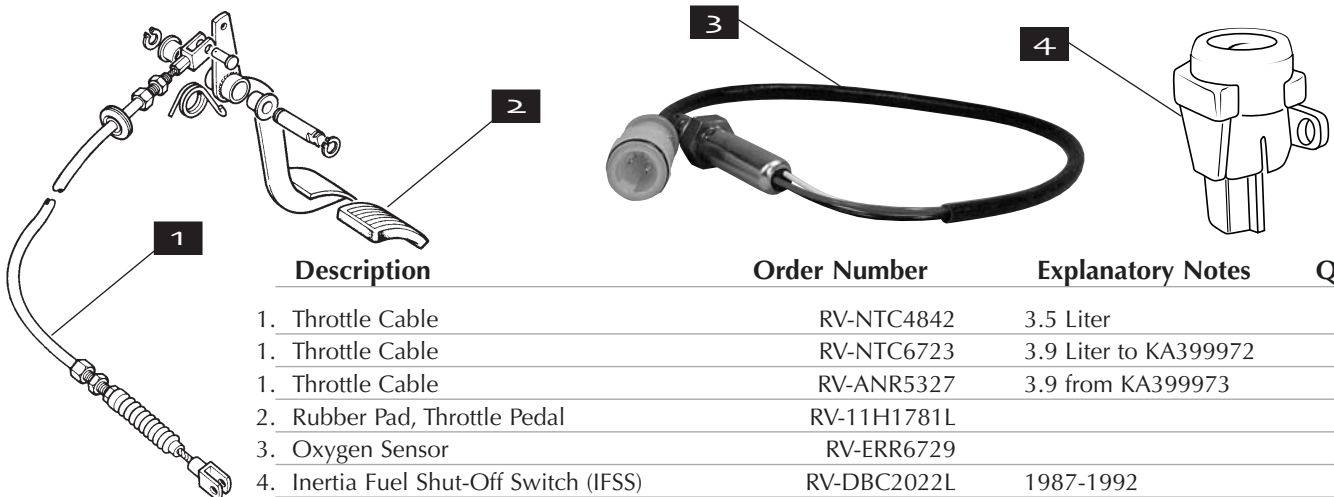 3
4
2
1
Description Order Number Explanatory Notes Q
1. Throttle Cable RV-NTC4842 3.5 Liter
1. Throttle Cable RV-NTC6723 3.9 Liter to KA399972
1. Throttle Cable RV-ANR5327 3.9 from KA399973
2. Rubber Pad, Throttle Pedal RV-11H1781L
3. Oxygen Sensor RV-ERR6729
4. Inertia Fuel Shut-Off Switch (IFSS) RV-DBC2022L 1987-1992